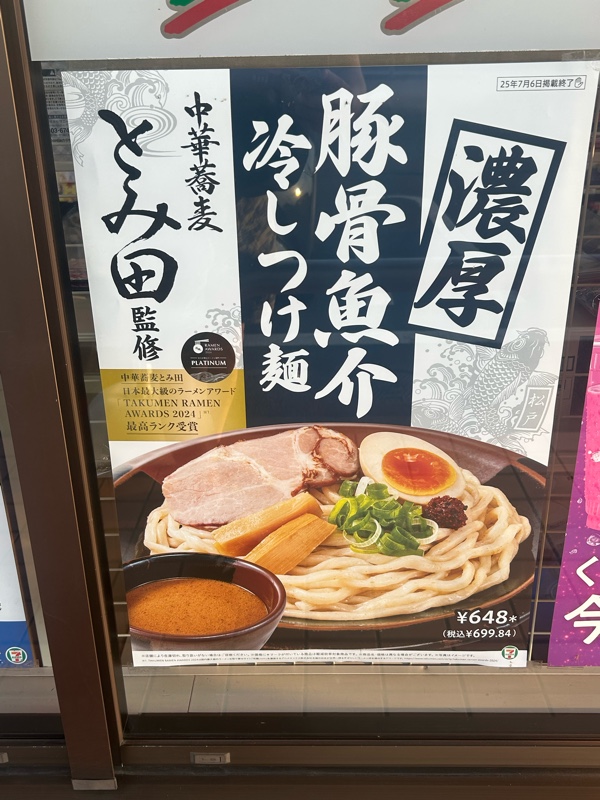 25年7月6日掲載終了
濃厚
豚骨魚介
冷しつけ麺
中華蕎麦
とみ田監修
RAMEN AWARDS
PLATINUM
中華蕎麦とみ田
日本最大級のラーメンアワード
「TAKUMEN RAMEN
AWARDS 2024」
最高ランク受賞
松戸
¥648*
(税込¥699.84)